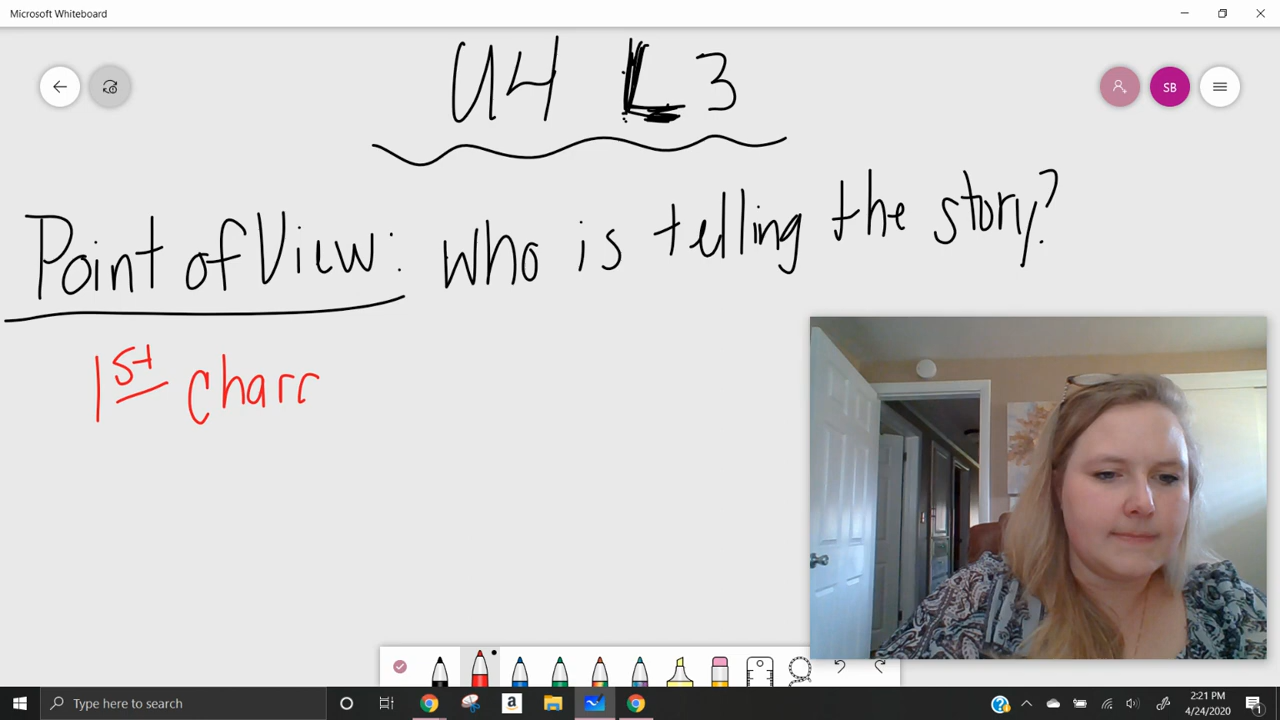 Microsoft Whiteboard
U4 L3
SB
Point of View: who is telling the story?
1st charr
Type here to search
2:21 PM
4/24/2020